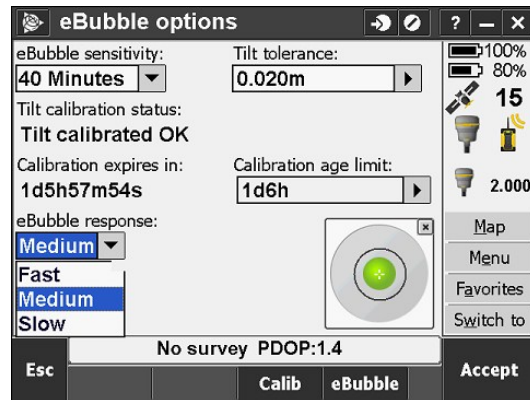 eBubble options
? – ×
eBubble sensitivity:
40 Minutes
Tilt tolerance:
0.020m
Tilt calibration status:
Tilt calibrated OK
Calibration expires in:
1d5h57m54s
Calibration age limit:
1d6h
eBubble response:
Medium
Fast
Medium
Slow
100%
80%
15
2.000
Map
Menu
Favorites
Switch to
No survey PDOP:1.4
Esc
Calib
eBubble
Accept